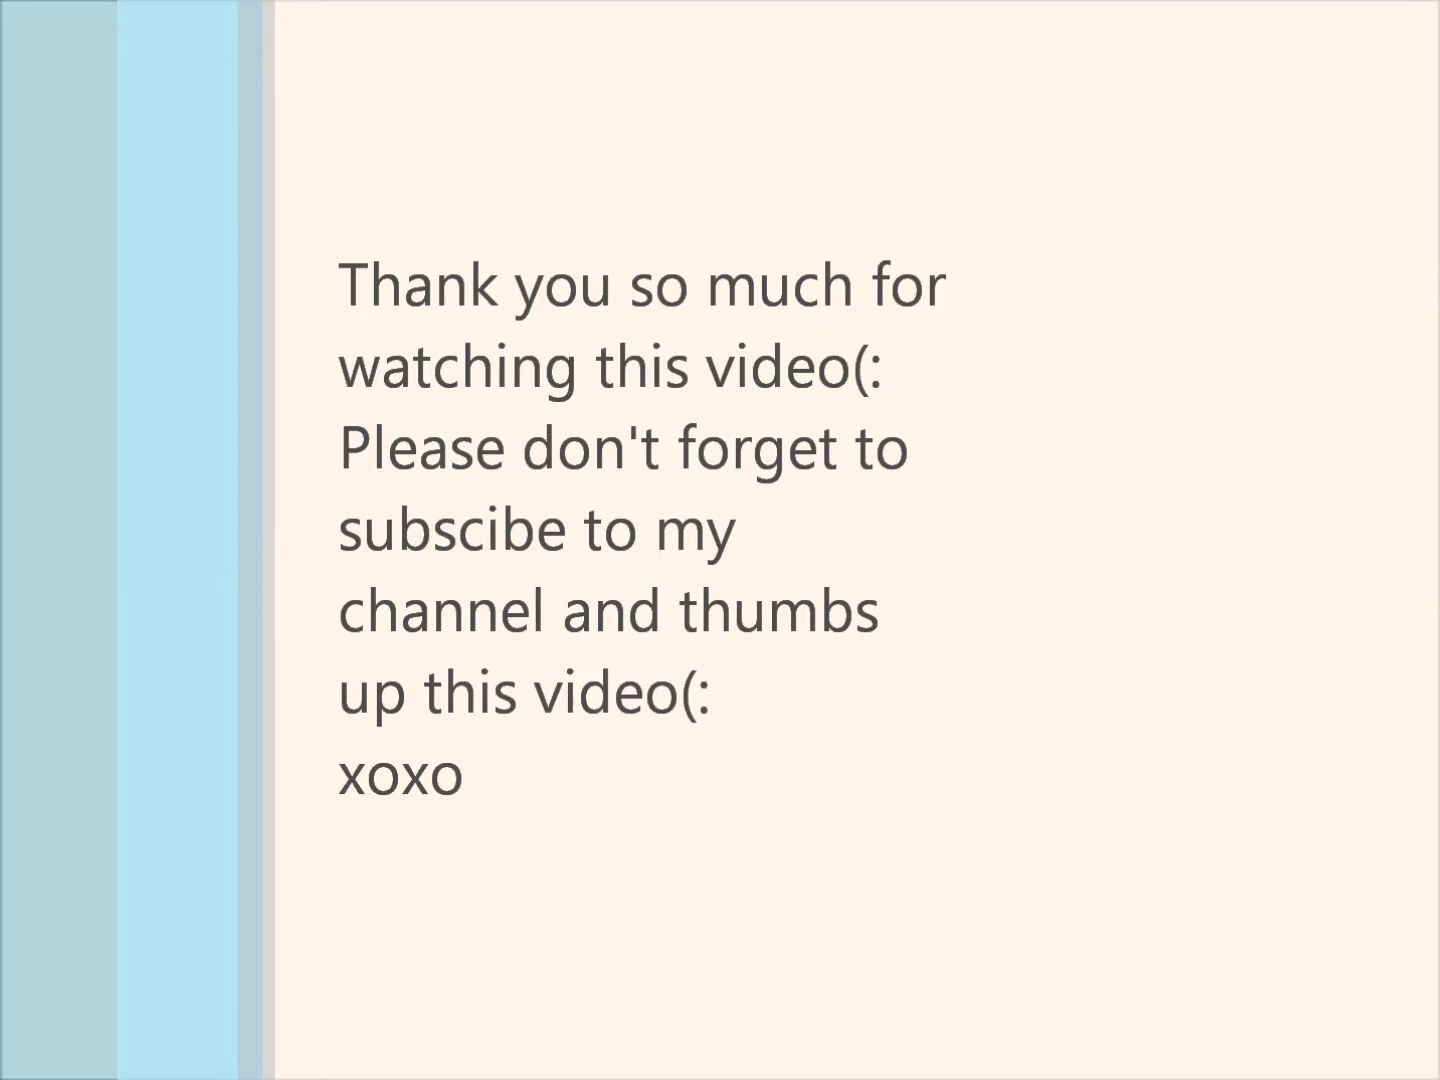 Thank you so much for
watching this video(:
Please don't forget to
subscibe to my
channel and thumbs
up this video(:
xoxo